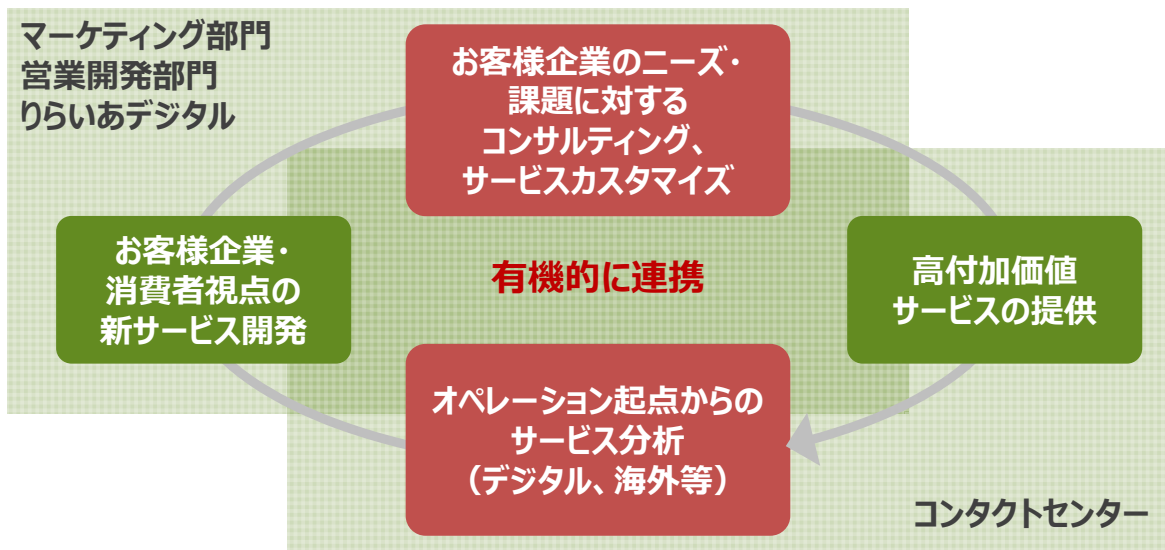 マーケティング部門
営業開発部門
りらいあデジタル
お客様企業のニーズ・
課題に対する
コンサルティング、
サービスカスタマイズ
お客様企業・
消費者視点の
新サービス開発
有機的に連携
高付加価値
サービスの提供
オペレーション起点からの
サービス分析
（デジタル、海外等）
コンタクトセンター